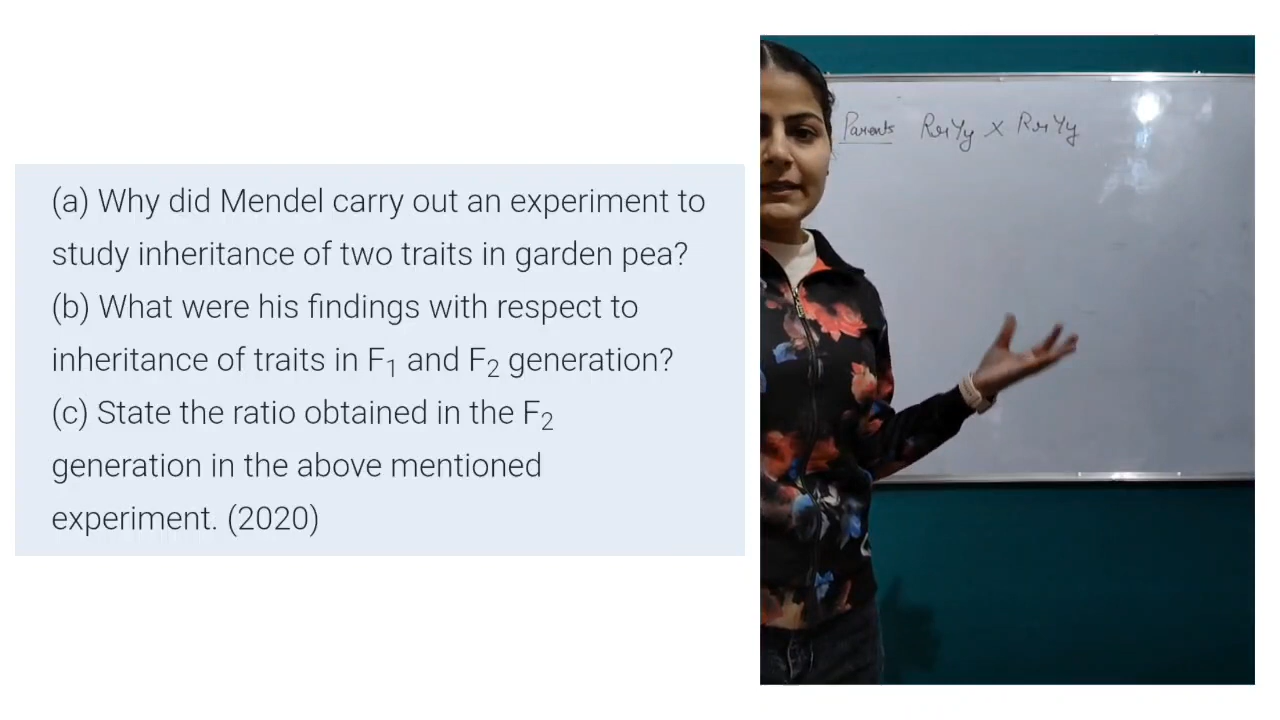 (a) Why did Mendel carry out an experiment to
study inheritance of two traits in garden pea?
(b) What were his findings with respect to
inheritance of traits in F₁ and F₂ generation?
(c) State the ratio obtained in the F₂
generation in the above mentioned
experiment. (2020)
Parents RrYy × RrYy